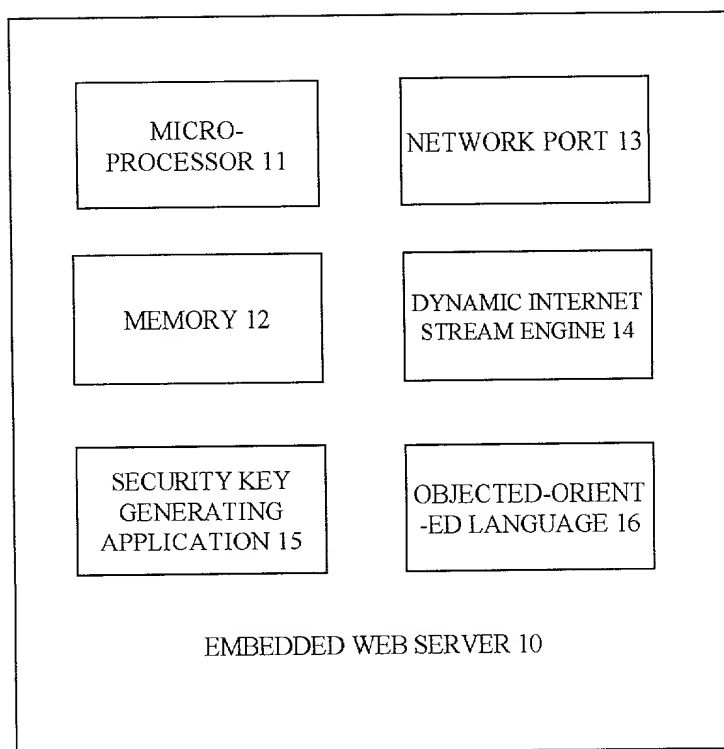 MICRO-
PROCESSOR 11
NETWORK PORT 13
MEMORY 12
DYNAMIC INTERNET
STREAM ENGINE 14
SECURITY KEY
GENERATING
APPLICATION 15
OBJECTED-ORIENT
-ED LANGUAGE 16
EMBEDDED WEB SERVER 10